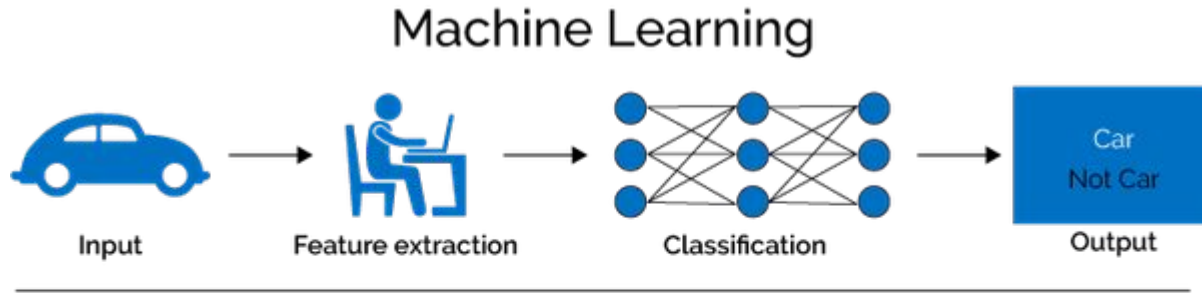 Machine Learning
Car
Not Car
Input
Feature extraction
Classification
Output